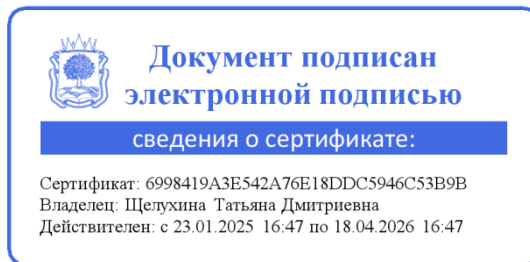 Документ подписан
электронной подписью
сведения о сертификате:
Сертификат: 6998419A3E542A76E18DDC5946C53B9B
Владелец: Щелухина Татьяна Дмитриевна
Действителен: с 23.01.2025 16:47 по 18.04.2026 16:47